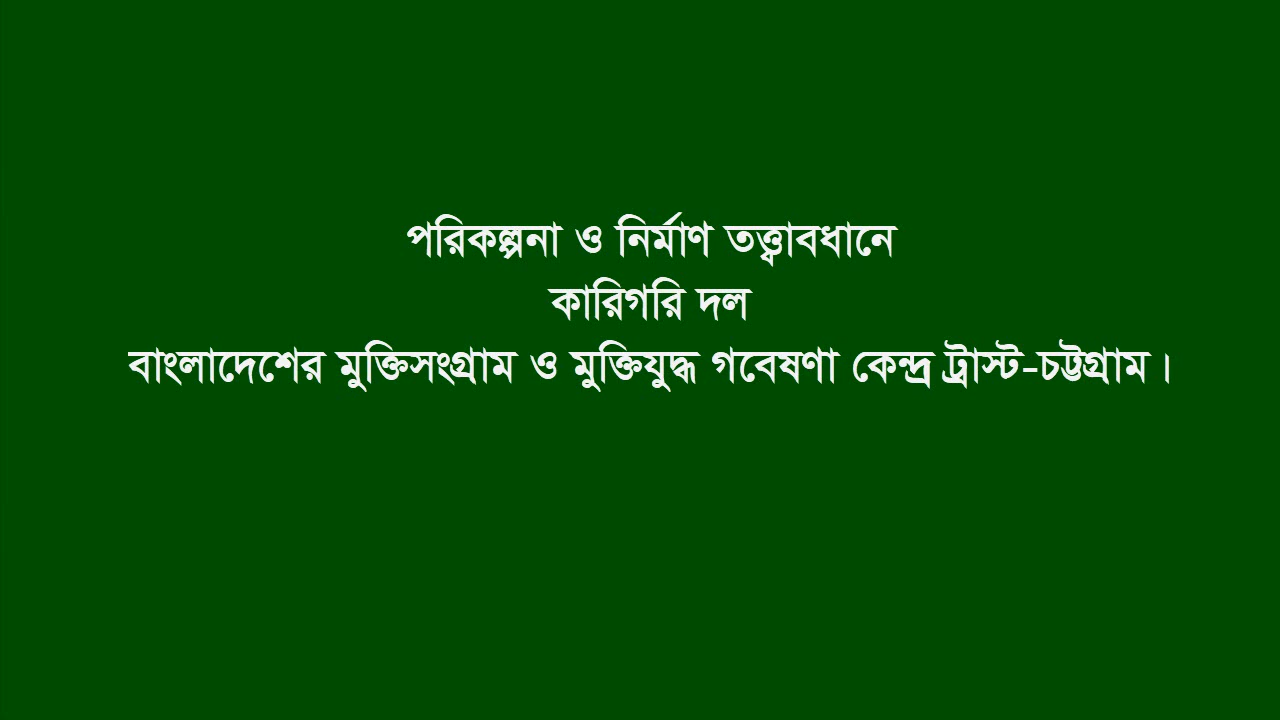 পরিকল্পনা ও নির্মাণ তত্ত্বাবধানে
কারিগরি দল
বাংলাদেশের মুক্তিসংগ্রাম ও মুক্তিযুদ্ধ গবেষণা কেন্দ্র ট্রাস্ট-চট্টগ্রাম।